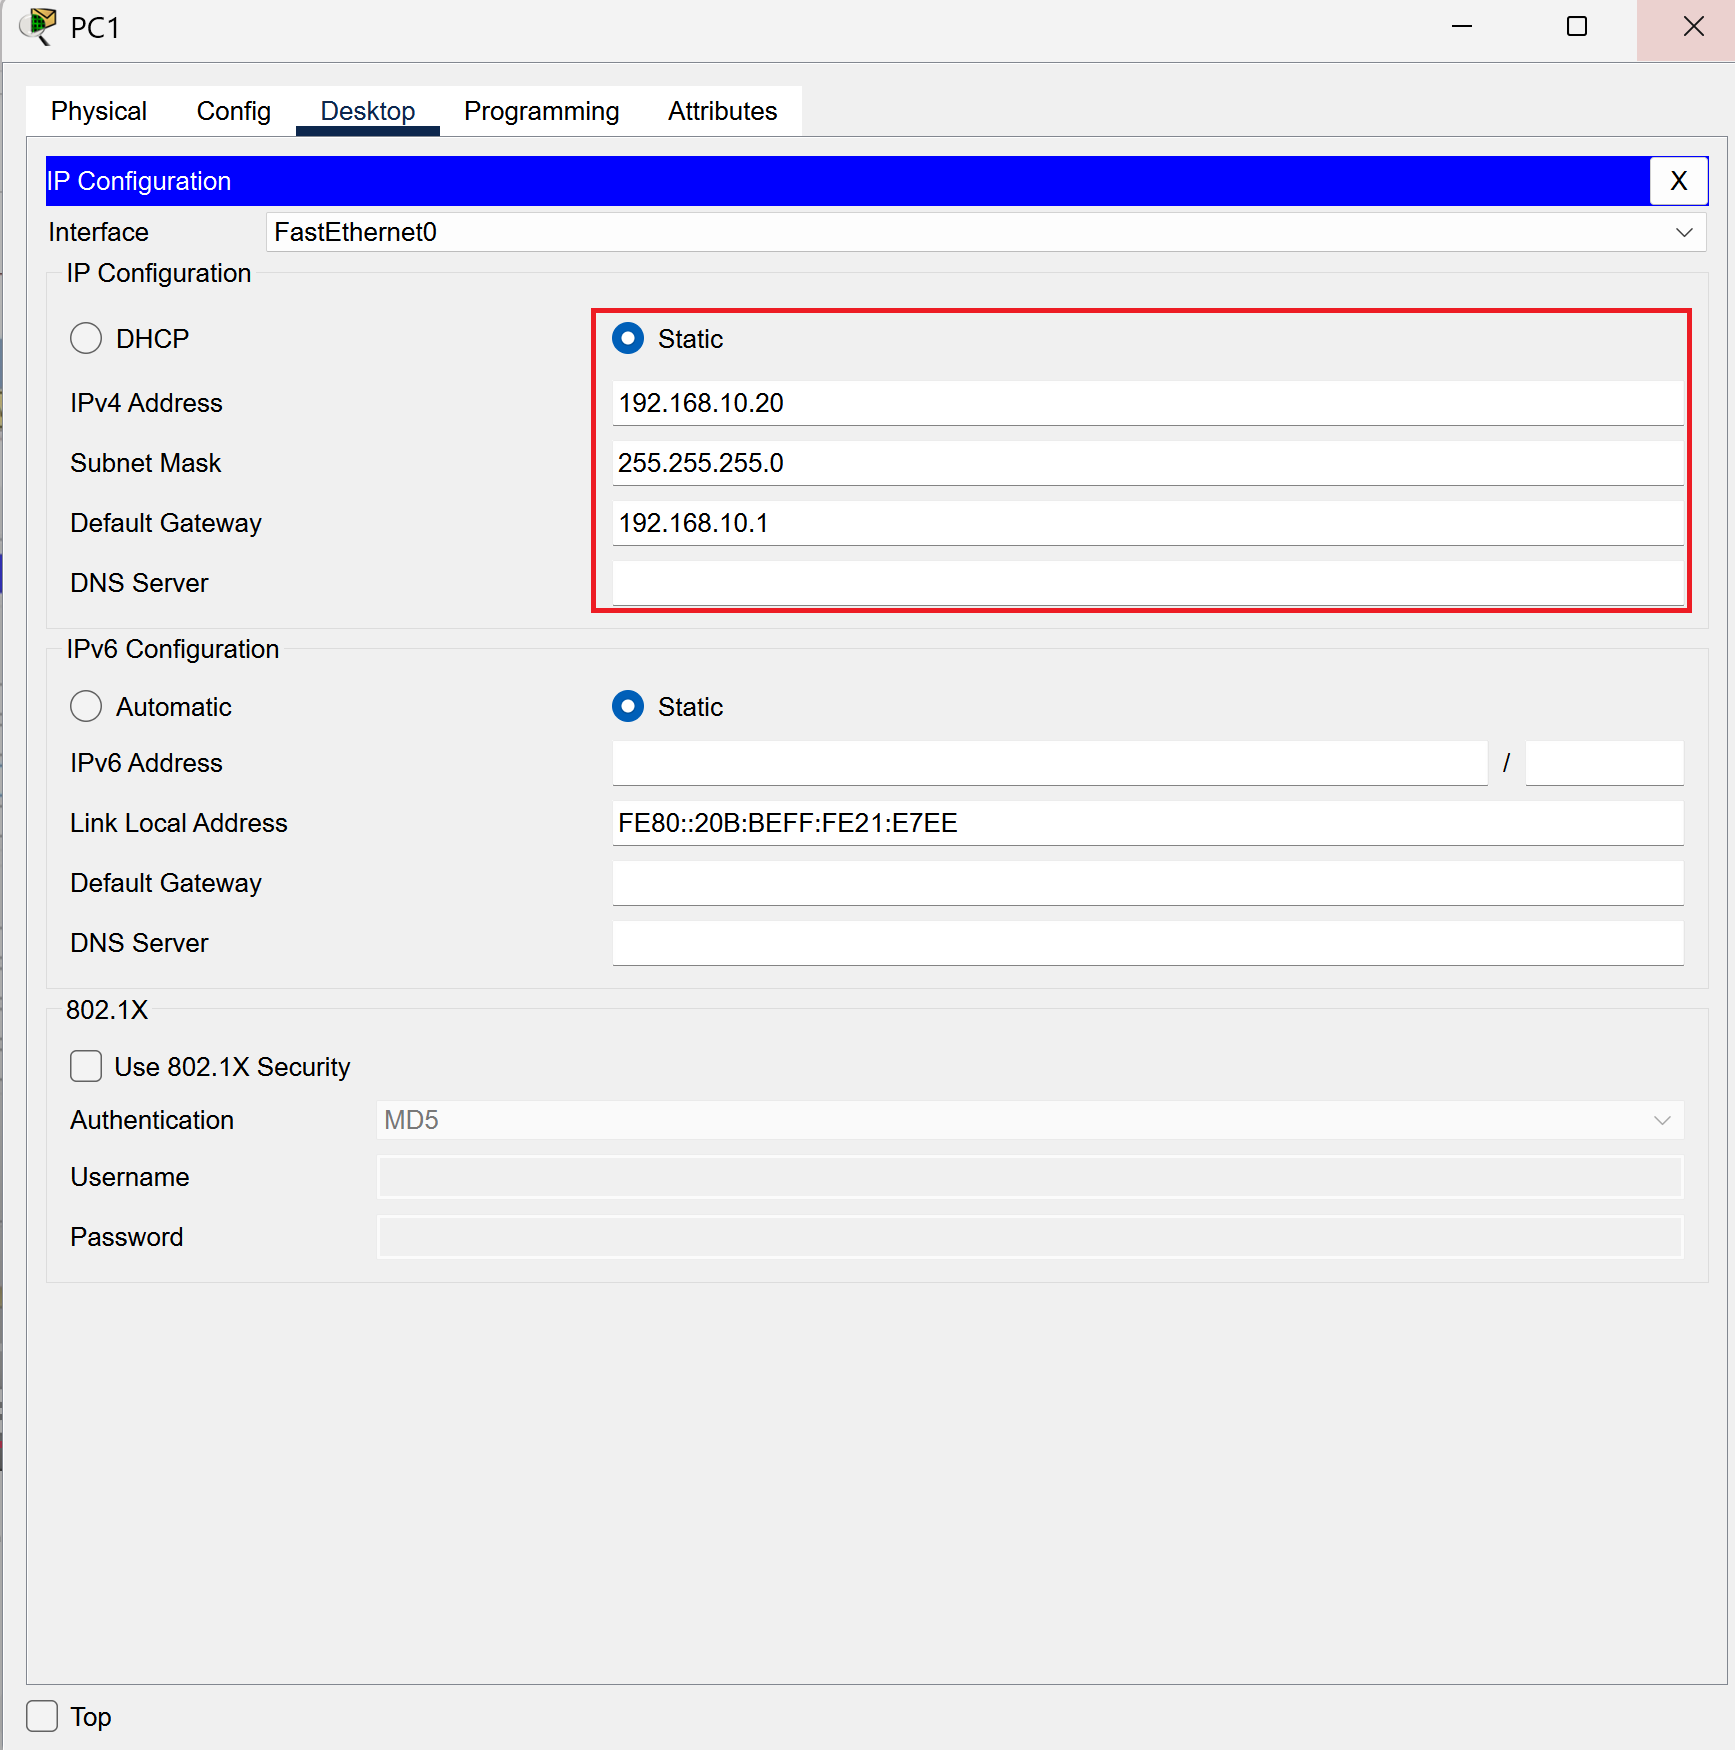 PC1
Physical Config Desktop Programming Attributes
IP Configuration X
Interface FastEthernet0
IP Configuration
DHCP Static
IPv4 Address 192.168.10.20
Subnet Mask 255.255.255.0
Default Gateway 192.168.10.1
DNS Server
IPv6 Configuration
Automatic Static
IPv6 Address /
Link Local Address FE80::20B:BEFF:FE21:E7EE
Default Gateway
DNS Server
802.1X
Use 802.1X Security
Authentication MD5
Username
Password
Top